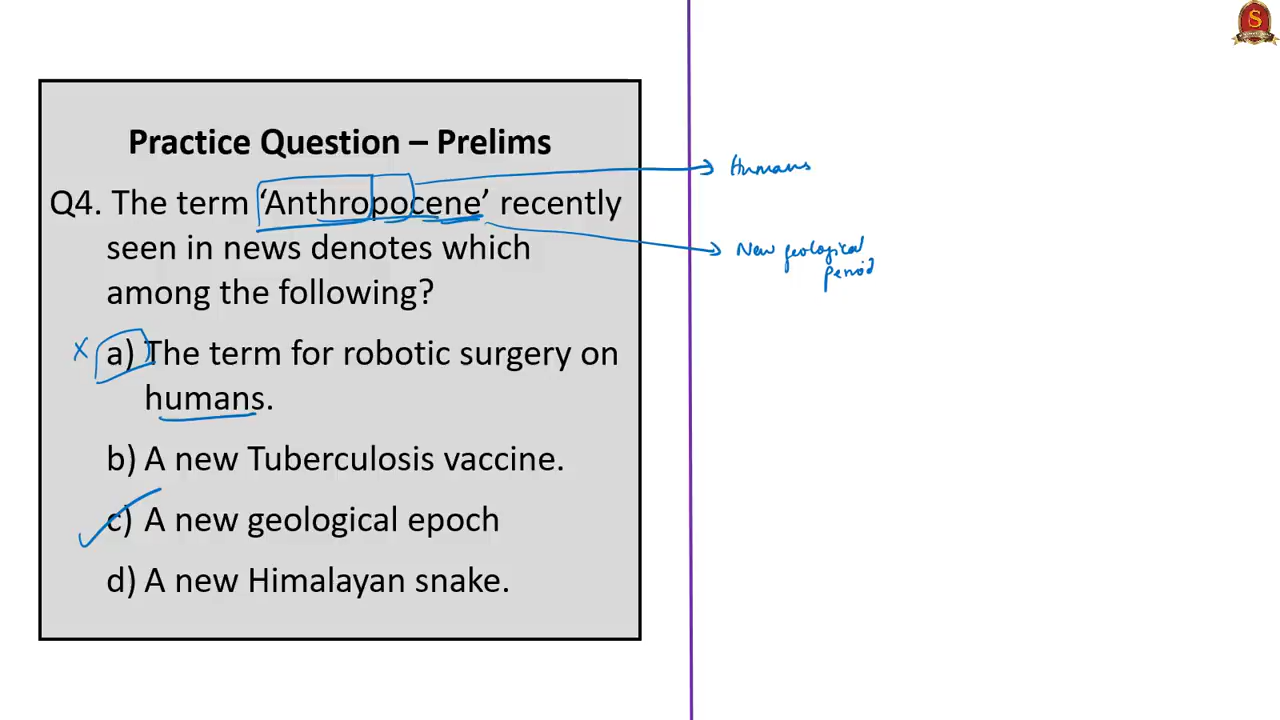 Practice Question – Prelims
Q4. The term ‘Anthropocene’ recently
seen in news denotes which
among the following?
x a) The term for robotic surgery on
humans.
b) A new Tuberculosis vaccine.
c) A new geological epoch
d) A new Himalayan snake.
Humans
New geological
period
S